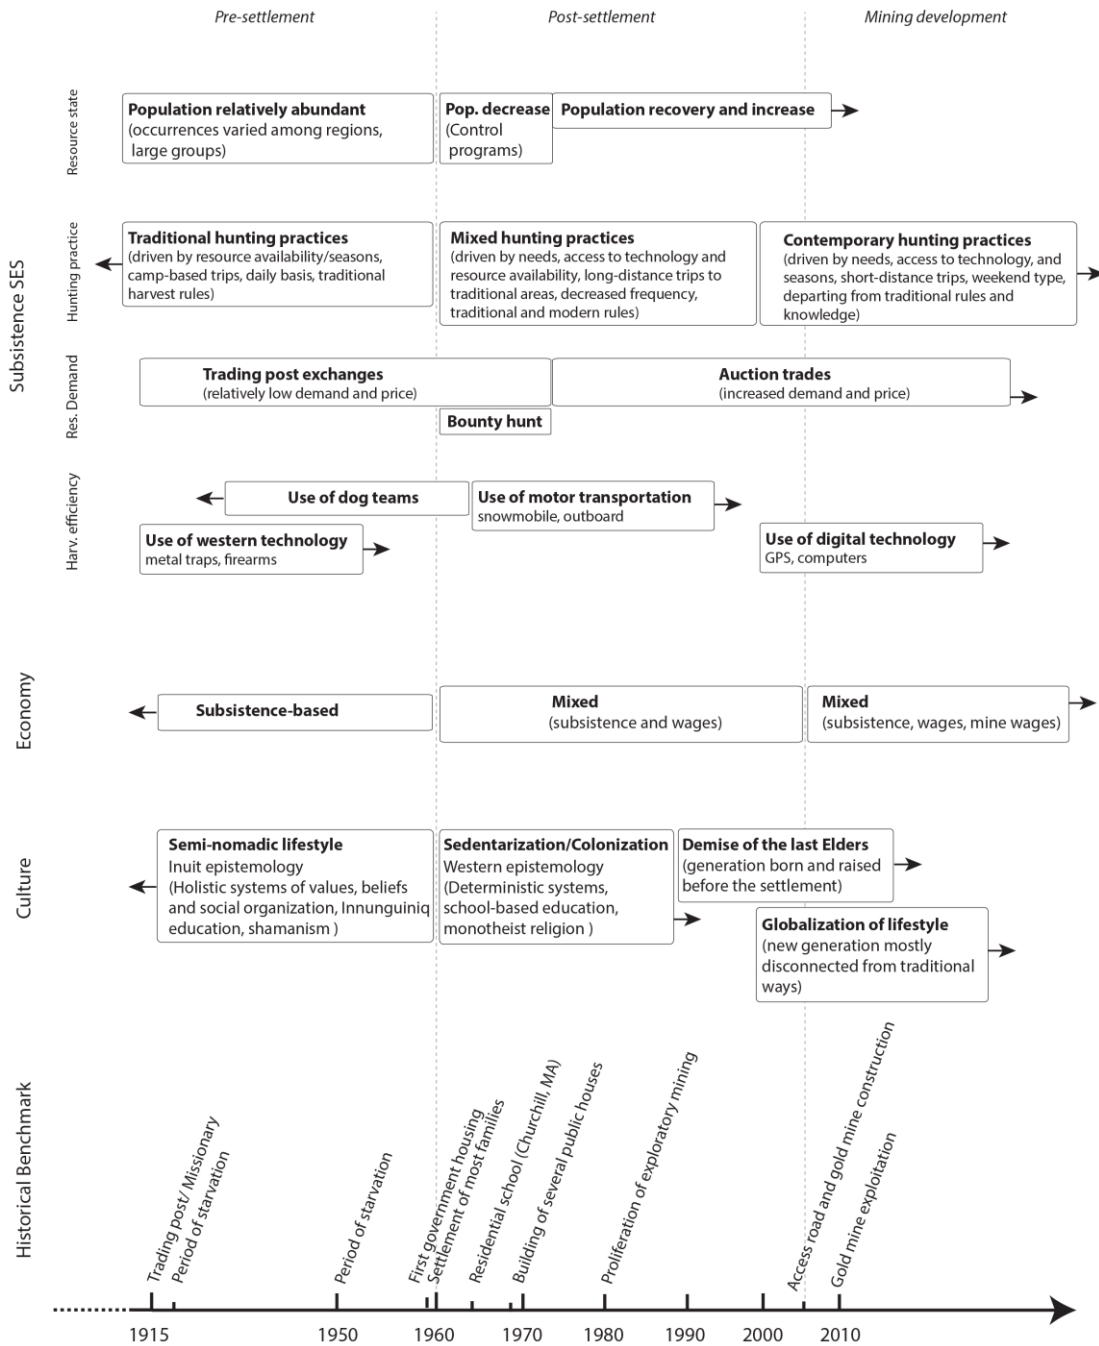 Pre-settlement
Post-settlement
Mining development
Subsistence SES
Resource state
Population relatively abundant
(occurrences varied among regions,
large groups)
Pop. decrease
(Control
programs)
Population recovery and increase
Hunting practice
Traditional hunting practices
(driven by resource availability/seasons,
camp-based trips, daily basis, traditional
harvest rules)
Mixed hunting practices
(driven by needs, access to technology and
resource availability, long-distance trips to
traditional areas, decreased frequency,
traditional and modern rules)
Contemporary hunting practices
(driven by needs, access to technology, and
seasons, short-distance trips, weekend type,
departing from traditional rules and
knowledge)
Res. Demand
Trading post exchanges
(relatively low demand and price)
Auction trades
(increased demand and price)
Bounty hunt
Harv. efficiency
Use of dog teams
Use of motor transportation
snowmobile, outboard
Use of western technology
metal traps, firearms
Use of digital technology
GPS, computers
Economy
Subsistence-based
Mixed
(subsistence and wages)
Mixed
(subsistence, wages, mine wages)
Culture
Semi-nomadic lifestyle
Inuit epistemology
(Holistic systems of values, beliefs
and social organization, Innunguiniq
education, shamanism )
Sedentarization/Colonization
Western epistemology
(Deterministic systems,
school-based education,
monotheist religion )
Demise of the last Elders
(generation born and raised
before the settlement)
Globalization of lifestyle
(new generation mostly
disconnected from traditional
ways)
Historical Benchmark
Trading post/ Missionary
Period of starvation
Period of starvation
First government housing
Settlement of most families
Residential school (Churchill, MA)
Building of several public houses
Proliferation of exploratory mining
Access road and gold mine construction
Gold mine exploitation
1915
1950
1960
1970
1980
1990
2000
2010